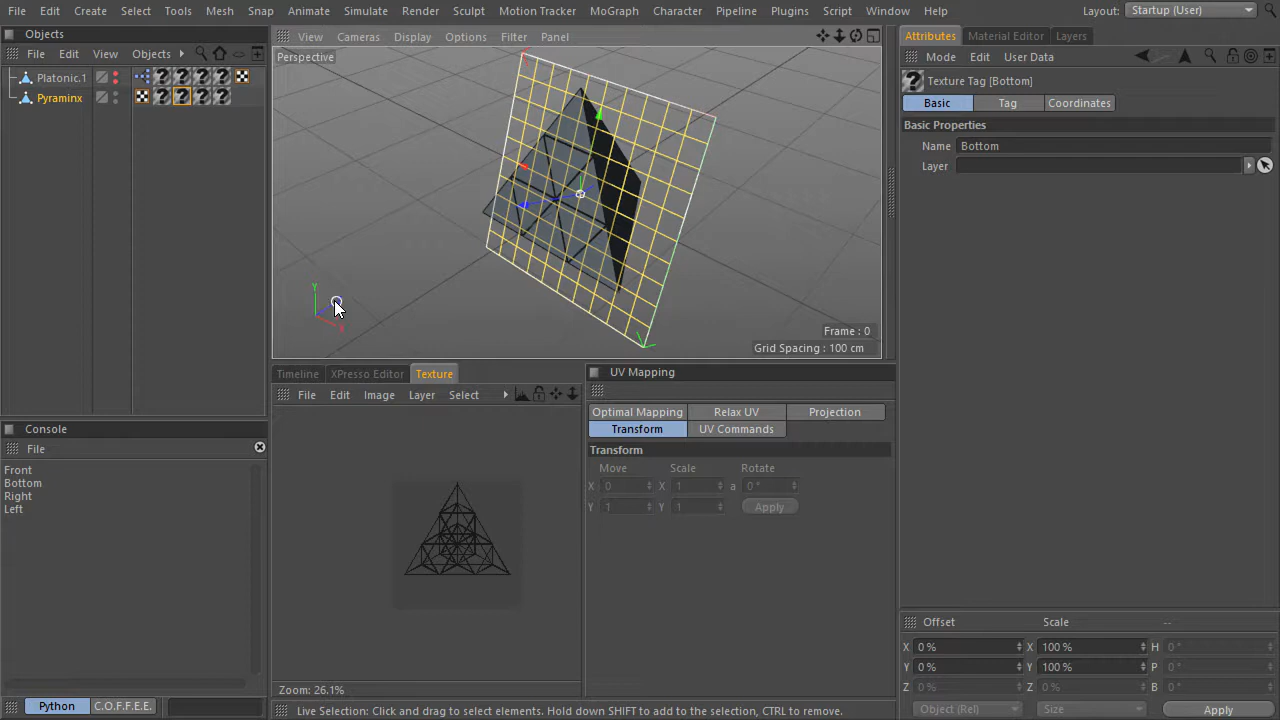 File Edit Create Select Tools Mesh Snap Animate Simulate Render Sculpt Motion Tracker MoGraph Character Pipeline Plugins Script Window Help Layout: Startup (User)
Objects
File Edit View Objects
Platonic.1
Pyraminx
View Cameras Display Options Filter Panel
Perspective
Y
X
Frame : 0
Grid Spacing : 100 cm
Attributes Material Editor Layers
Mode Edit User Data
Texture Tag [Bottom]
Basic Tag Coordinates
Basic Properties
Name Bottom
Layer
Console
File
Front
Bottom
Right
Left
Python C.O.F.F.E.E.
Timeline XPresso Editor Texture
File Edit Image Layer Select
Zoom: 26.1%
UV Mapping
Optimal Mapping Relax UV Projection
Transform UV Commands
Transform
Move Scale Rotate
X 0 X 1 a 0 °
Y 1 Y 1 Apply
Live Selection: Click and drag to select elements. Hold down SHIFT to add to the selection, CTRL to remove.
Offset Scale --
X 0 % X 100 % H 0 °
Y 0 % Y 100 % P 0 °
Z 0 % Z 0 % B 0 °
Object (Rel) Size Apply